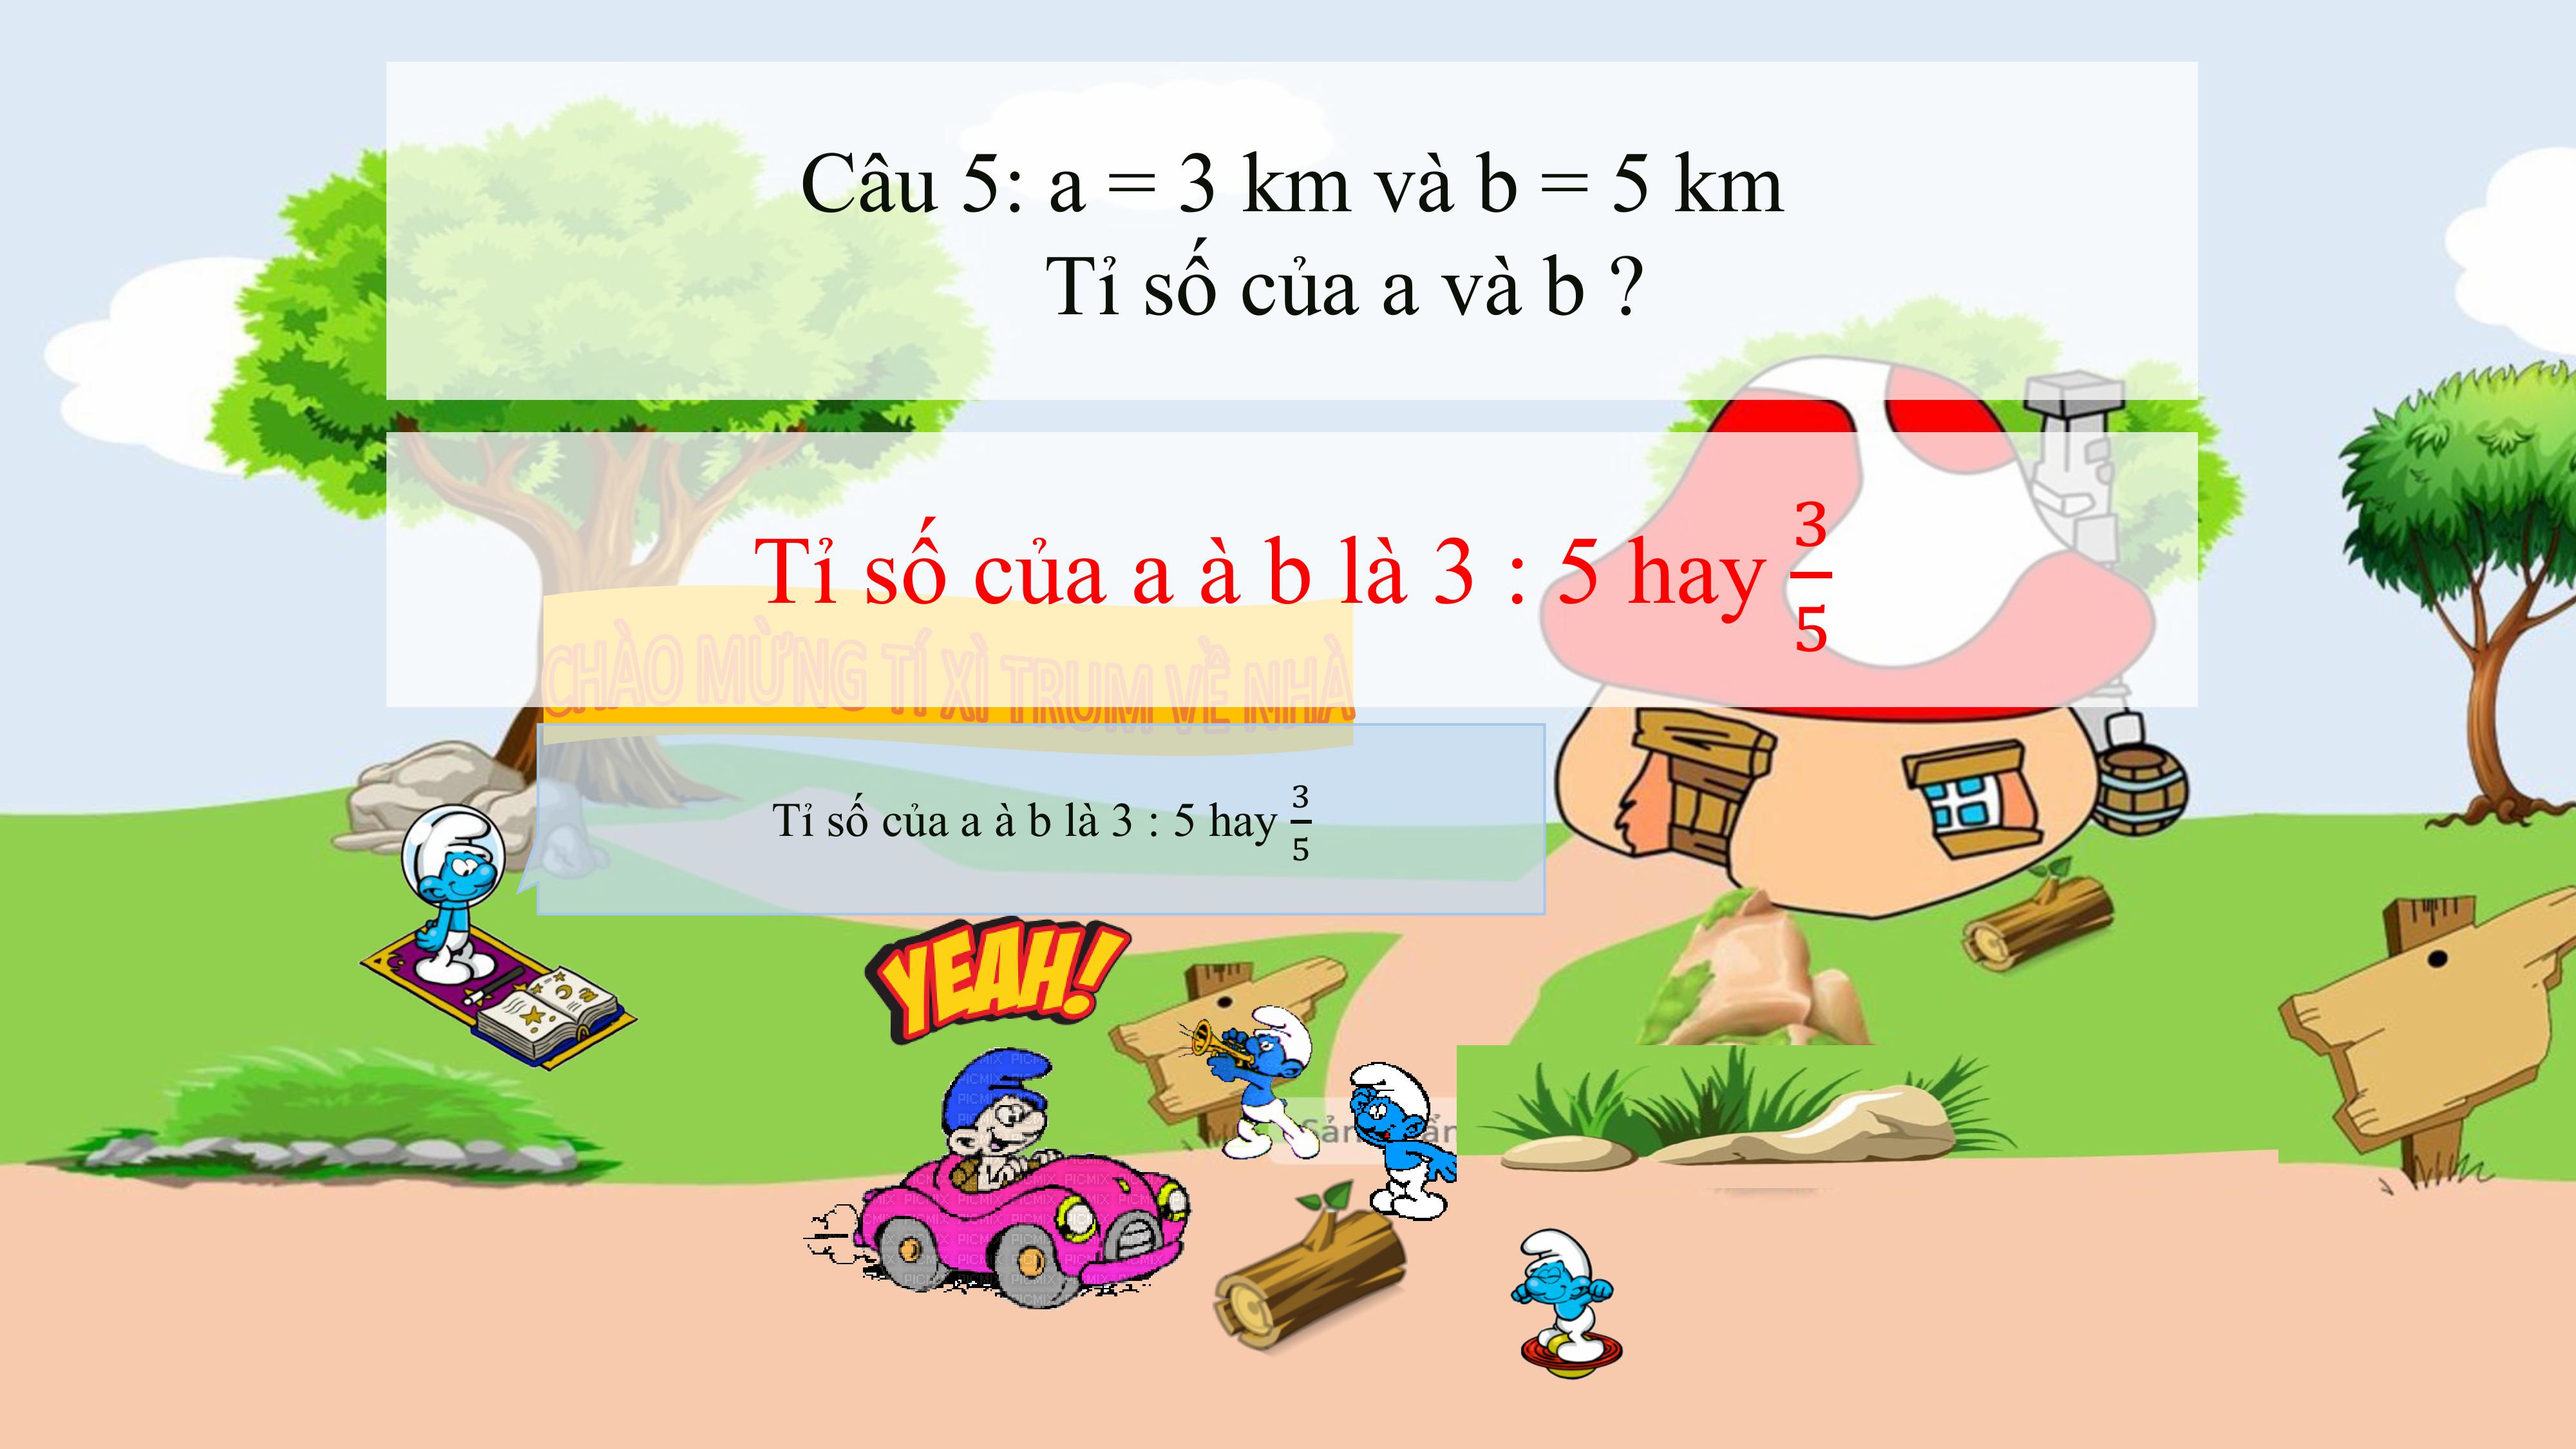 Câu 5: a = 3 km và b = 5 km
Tỉ số của a và b ?
Tỉ số của a à b là 3 : 5 hay 3/5
CHÀO MỪNG TÍ XÌ TRUM VỀ NHÀ
Tỉ số của a à b là 3 : 5 hay 3/5
YEAH!